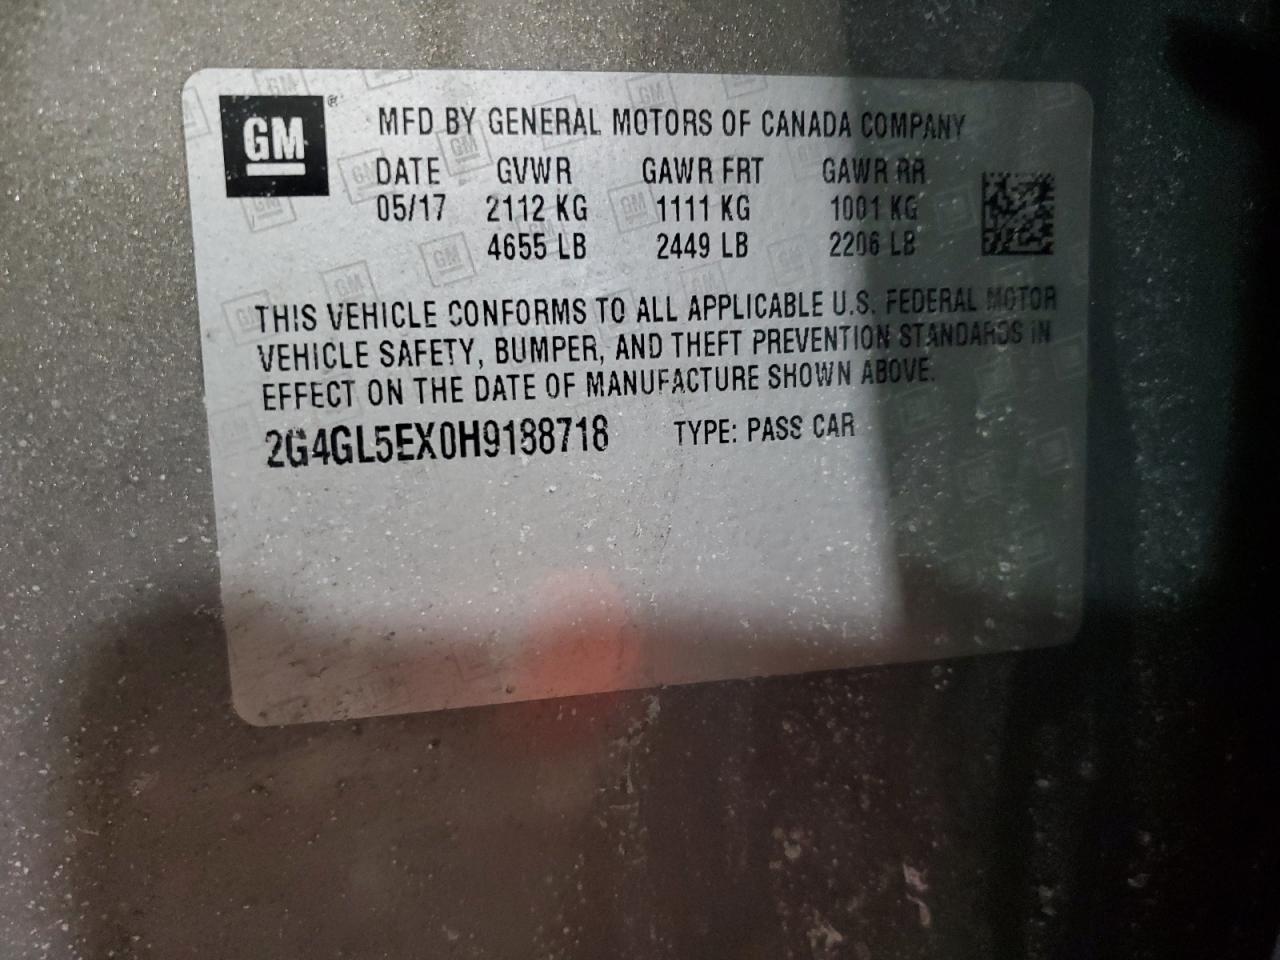 GM®
MFD BY GENERAL MOTORS OF CANADA COMPANY
DATE GVWR GAWR FRT GAWR RR
05/17 2112 KG 1111 KG 1001 KG
4655 LB 2449 LB 2206 LB
THIS VEHICLE CONFORMS TO ALL APPLICABLE U.S. FEDERAL MOTOR
VEHICLE SAFETY, BUMPER, AND THEFT PREVENTION STANDARDS IN
EFFECT ON THE DATE OF MANUFACTURE SHOWN ABOVE.
2G4GL5EX0H9188718 TYPE: PASS CAR